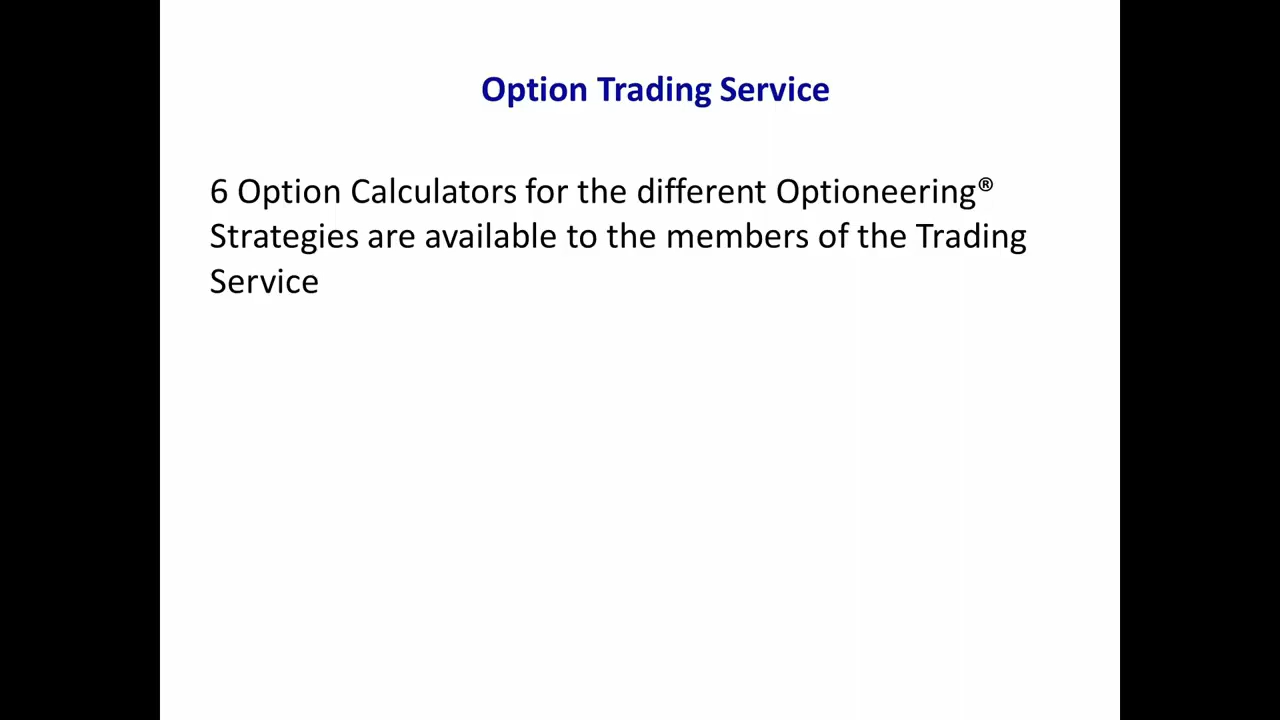 Option Trading Service
6 Option Calculators for the different Optioneering®
Strategies are available to the members of the Trading
Service